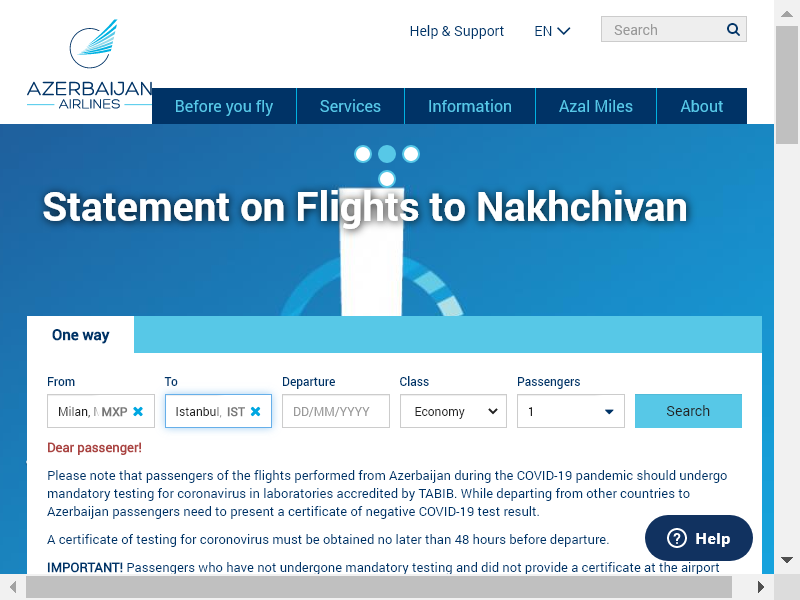 Help & Support
EN
Search
AZERBAIJAN
AIRLINES
Before you fly
Services
Information
Azal Miles
About
Statement on Flights to Nakhchivan
One way
From
To
Departure
Class
Passengers
Milan, MXP
Istanbul, IST
DD/MM/YYYY
Economy
1
Search
Dear passenger!
Please note that passengers of the flights performed from Azerbaijan during the COVID-19 pandemic should undergo
mandatory testing for coronavirus in laboratories accredited by TABIB. While departing from other countries to
Azerbaijan passengers need to present a certificate of negative COVID-19 test result.
A certificate of testing for coronovirus must be obtained no later than 48 hours before departure.
Help
IMPORTANT! Passengers who have not undergone mandatory testing and did not provide a certificate at the airport